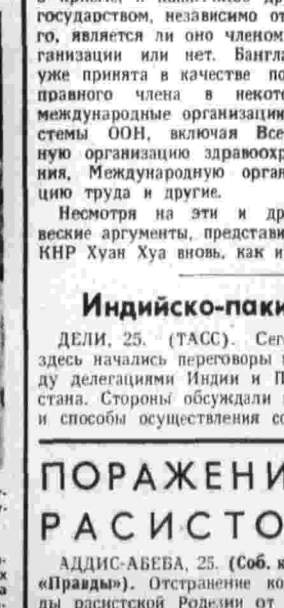 государством, независимо от
го, является ли оно членом
ганизации или нет. Бангла
уже принята в качестве по
правного члена в некото
международные организации
стемы ООН, включая Все
ную организацию здравоохр
ния, Международную орган
цию труда и другие.
Несмотря на эти и др
веские аргументы, представи
КНР Хуан Хуа вновь, как и
Индийско-паки
ДЕЛИ, 25. (ТАСС). Сег
здесь начались переговоры
ду делегациями Индии и П
стана. Стороны обсуждали
и способы осуществления со
ПОРАЖЕНИ
РАСИСТО
АДДИС-АБЕБА, 25. (Соб. к
«Правды»). Отстранение ко
ды расистской Родезии от